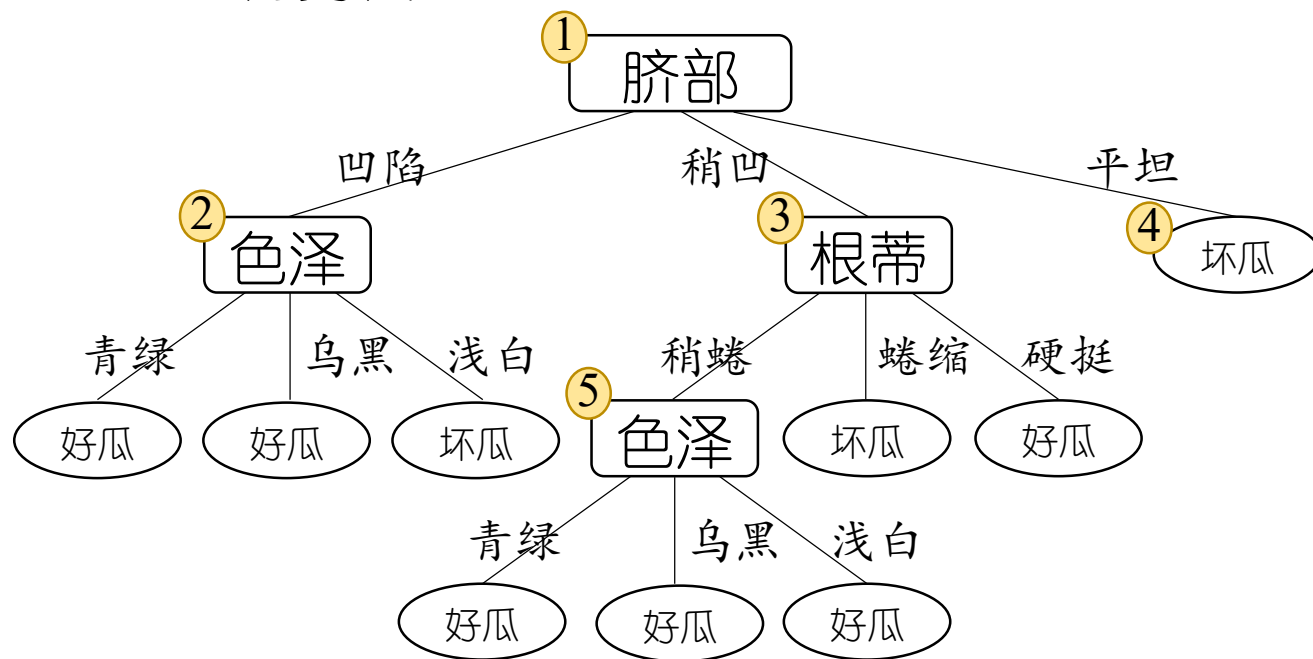 1
脐部
凹陷 稍凹 平坦
2 3 4
色泽 根蒂 坏瓜
青绿 乌黑 浅白 稍蜷 蜷缩 硬挺
5
好瓜 好瓜 坏瓜 色泽 坏瓜 好瓜
青绿 乌黑 浅白
好瓜 好瓜 好瓜